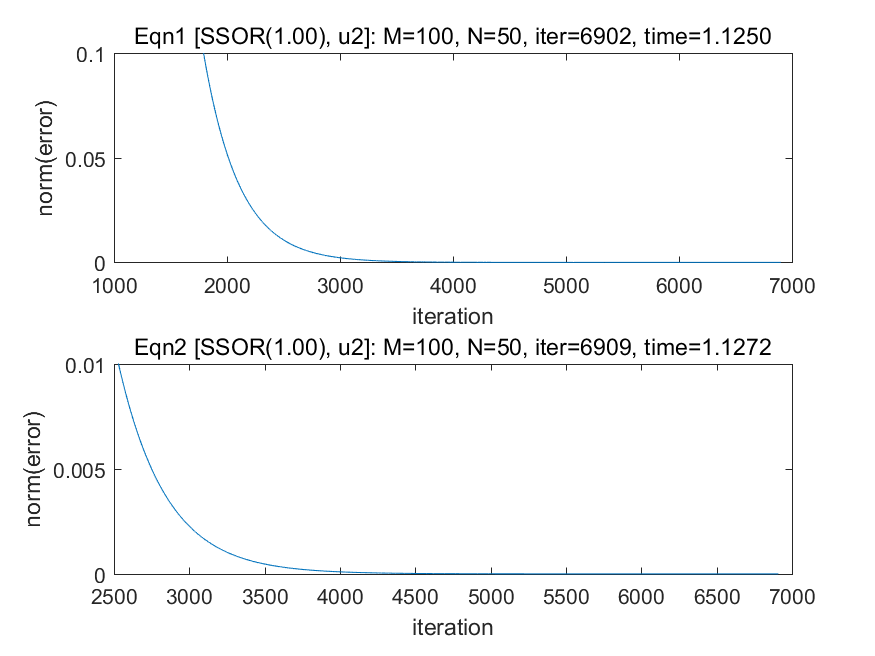 Eqn1 [SSOR(1.00), u2]: M=100, N=50, iter=6902, time=1.1250
0.1
0.05
0
norm(error)
1000 2000 3000 4000 5000 6000 7000
iteration
Eqn2 [SSOR(1.00), u2]: M=100, N=50, iter=6909, time=1.1272
0.01
0.005
0
norm(error)
2500 3000 3500 4000 4500 5000 5500 6000 6500 7000
iteration